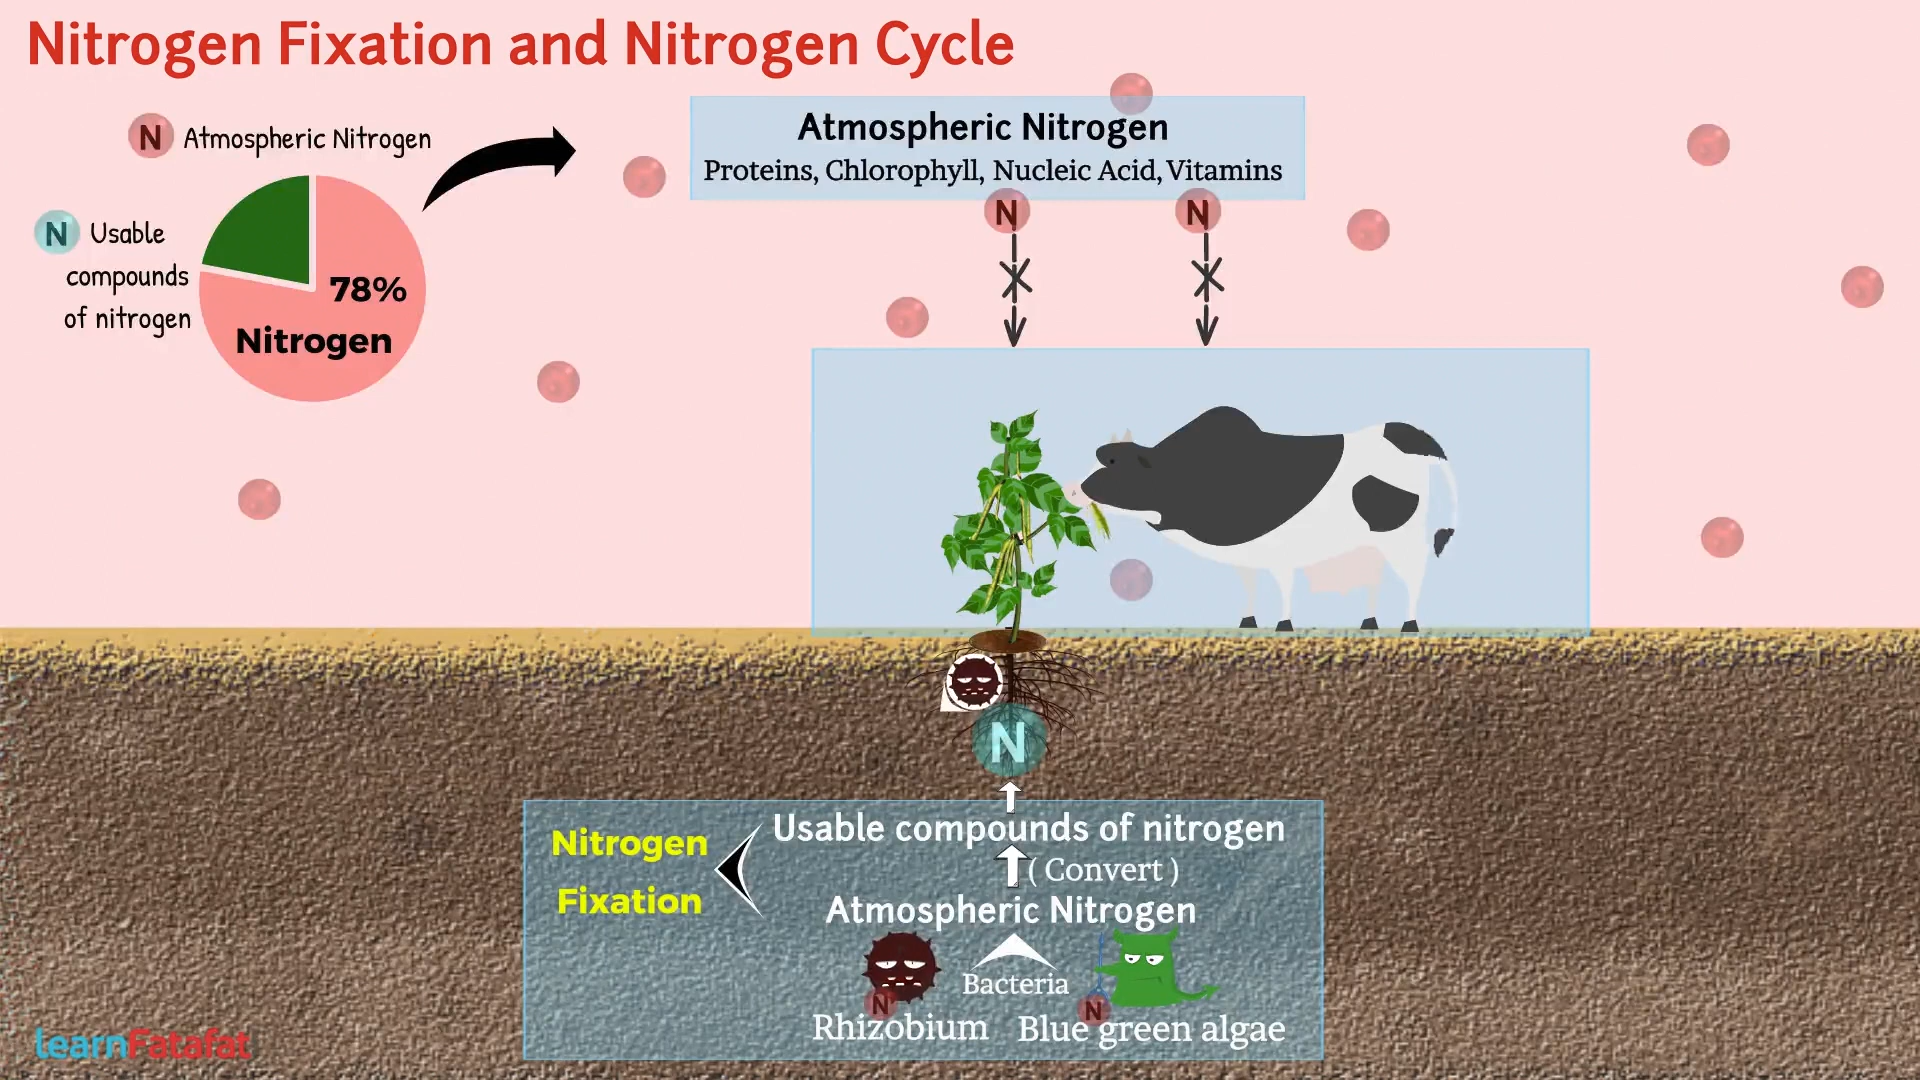 Nitrogen Fixation and Nitrogen Cycle
N Atmospheric Nitrogen
N Usable
compounds
of nitrogen
78%
Nitrogen
Atmospheric Nitrogen
Proteins, Chlorophyll, Nucleic Acid, Vitamins
N N
N
Nitrogen
Fixation
Usable compounds of nitrogen
( Convert )
Atmospheric Nitrogen
Bacteria
N N
Rhizobium Blue green algae
learnFatafat